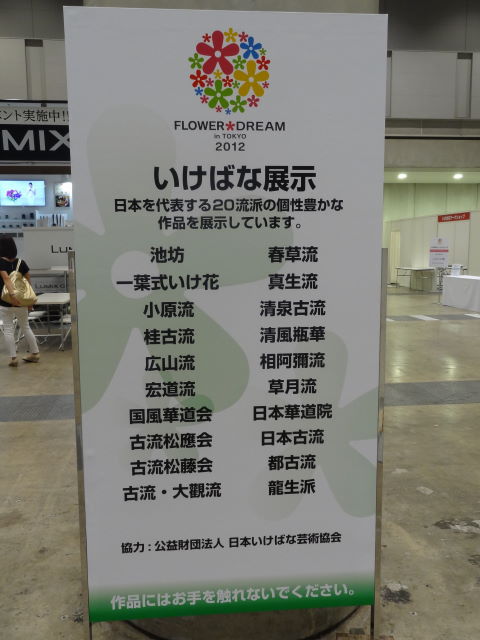 FLOWER★DREAM
in TOKYO
2012
いけばな展示
日本を代表する20流派の個性豊かな
作品を展示しています。
池坊
一葉式いけ花
小原流
桂古流
広山流
宏道流
国風華道会
古流松應会
古流松藤会
古流・大觀流
春草流
真生流
清泉古流
清風瓶華
相阿彌流
草月流
日本華道院
日本古流
都古流
龍生派
協力：公益財団法人 日本いけばな芸術協会
作品にはお手を触れないでください。
ント実施中!!
MIX